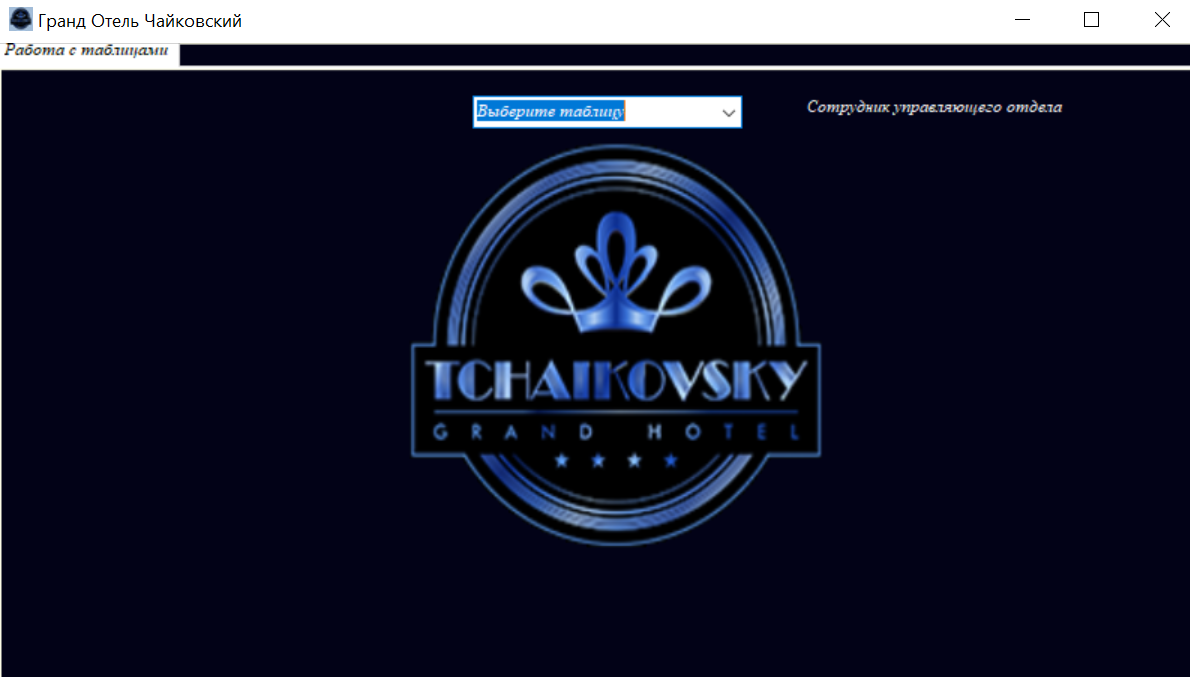 Гранд Отель Чайковский
Работа с таблицами
Выберите таблицу
Сотрудник управляющего отдела
TCHAIKOVSKY
GRAND HOTEL